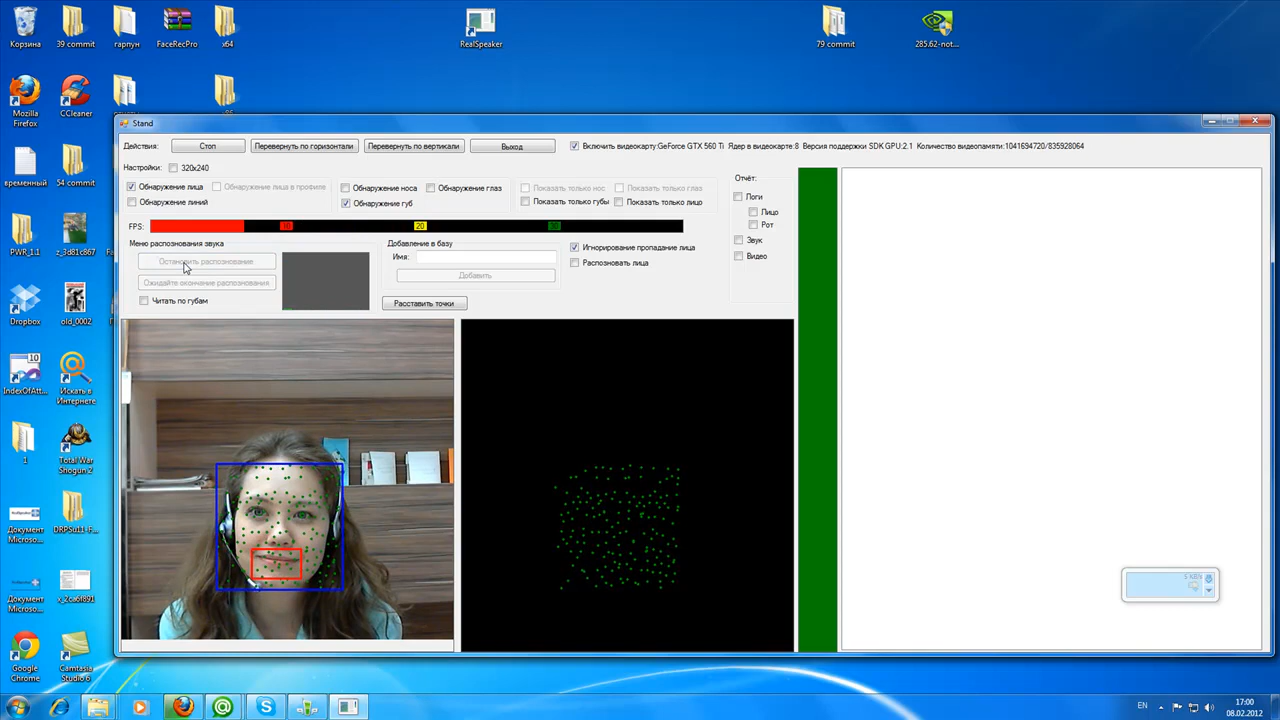 Корзина
39 commit
гарпун
FaceRecPro
x64
RealSpeaker
79 commit
285.62-not...
Mozilla Firefox
CCleaner
временный
54 commit
PWR_1.1
z_3d81c867
Dropbox
old_0002
IndexOfAtt...
Искать в Интернете
1
Total War Shogun 2
Документ Microso...
Документ Microso...
x_2ca6f891
Google Chrome
Camtasia Studio 6
Stand
Действия:
Стоп
Перевернуть по горизонтали
Перевернуть по вертикали
Выход
Включить видеокарту:GeForce GTX 560 Ti
Ядер в видеокарте:8
Версия поддержки SDK GPU:2.1
Количество видеопамяти:1041694720/835928064
Настройки:
320x240
Обнаружение лица
Обнаружение лица в профиле
Обнаружение носа
Обнаружение глаз
Показать только нос
Показать только глаз
Обнаружение линий
Обнаружение губ
Показать только губы
Показать только лицо
Отчёт:
Логи
Лицо
Рот
Звук
Видео
FPS:
10
20
30
Меню распознования звука
Остановить распознование
Ожидайте окончание распознования
Читать по губам
Добавление в базу
Имя:
Добавить
Игнорирование пропадание лица
Распозновать лица
Расставить точки
EN
17:00
08.02.2012